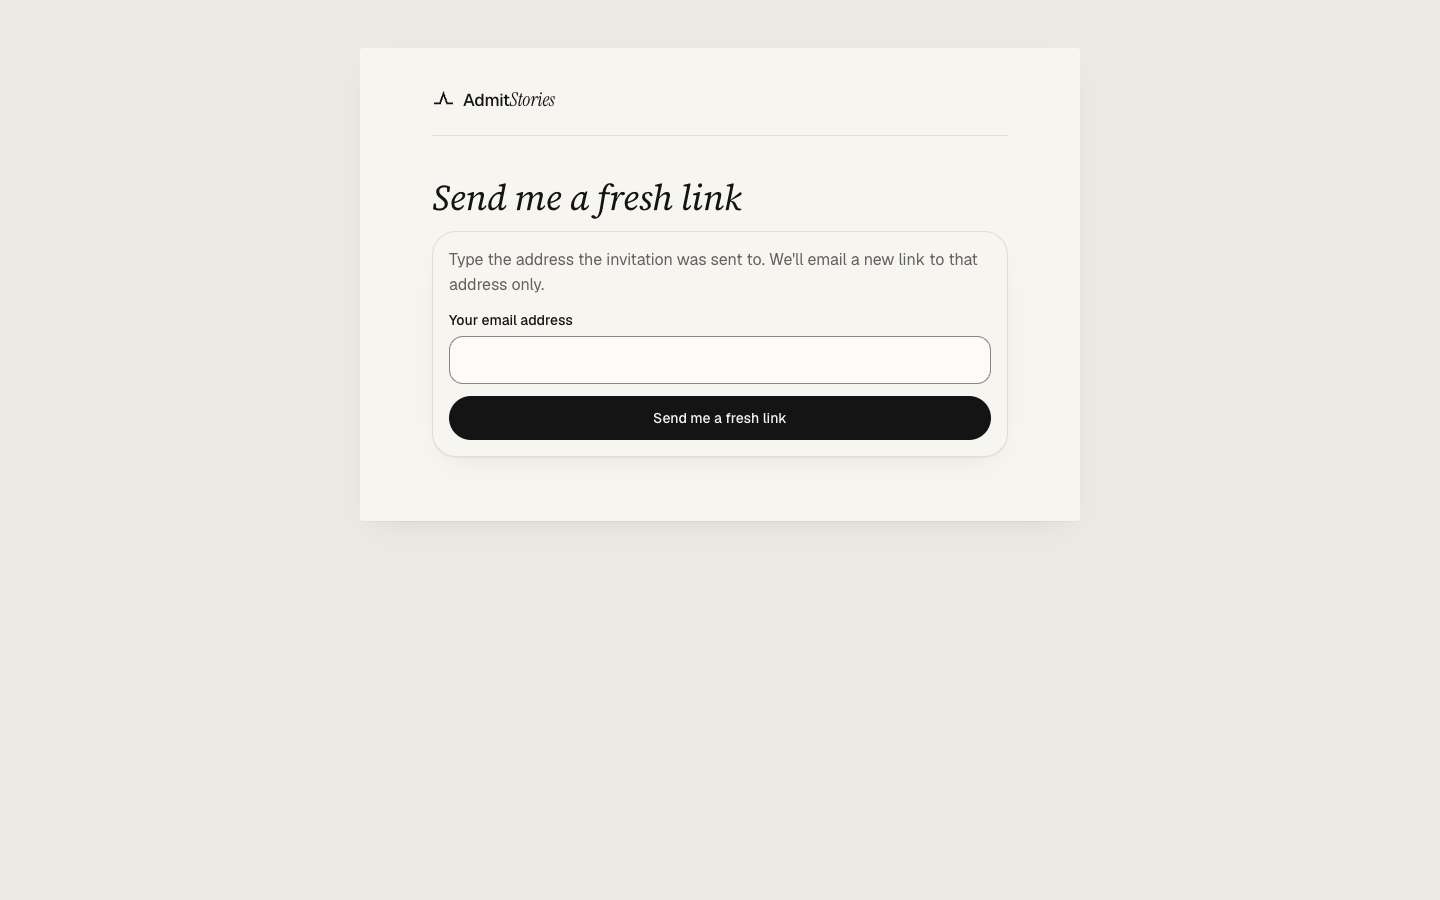 AdmitStories
Send me a fresh link
Type the address the invitation was sent to. We'll email a new link to that
address only.
Your email address
Send me a fresh link